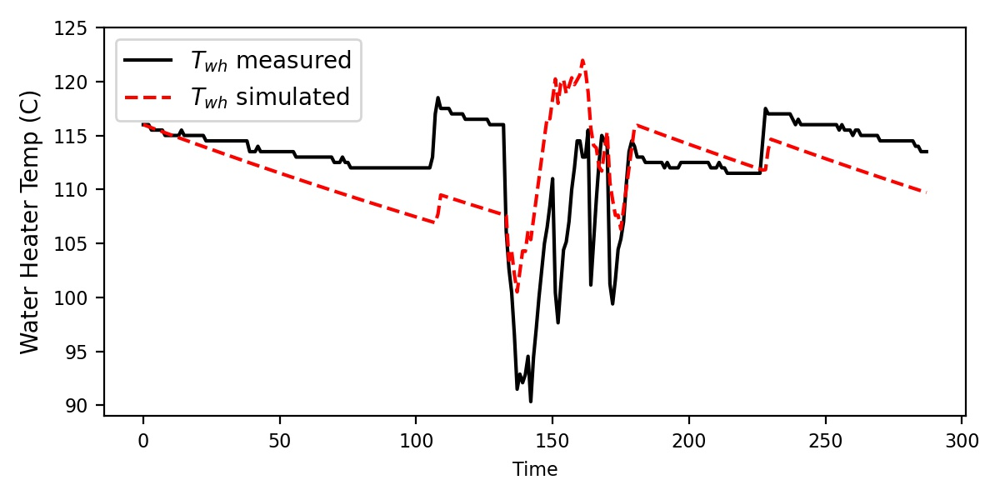 Water Heater Temp (C)
125
120
115
110
105
100
95
90
T_wh measured
T_wh simulated
0 50 100 150 200 250 300
Time